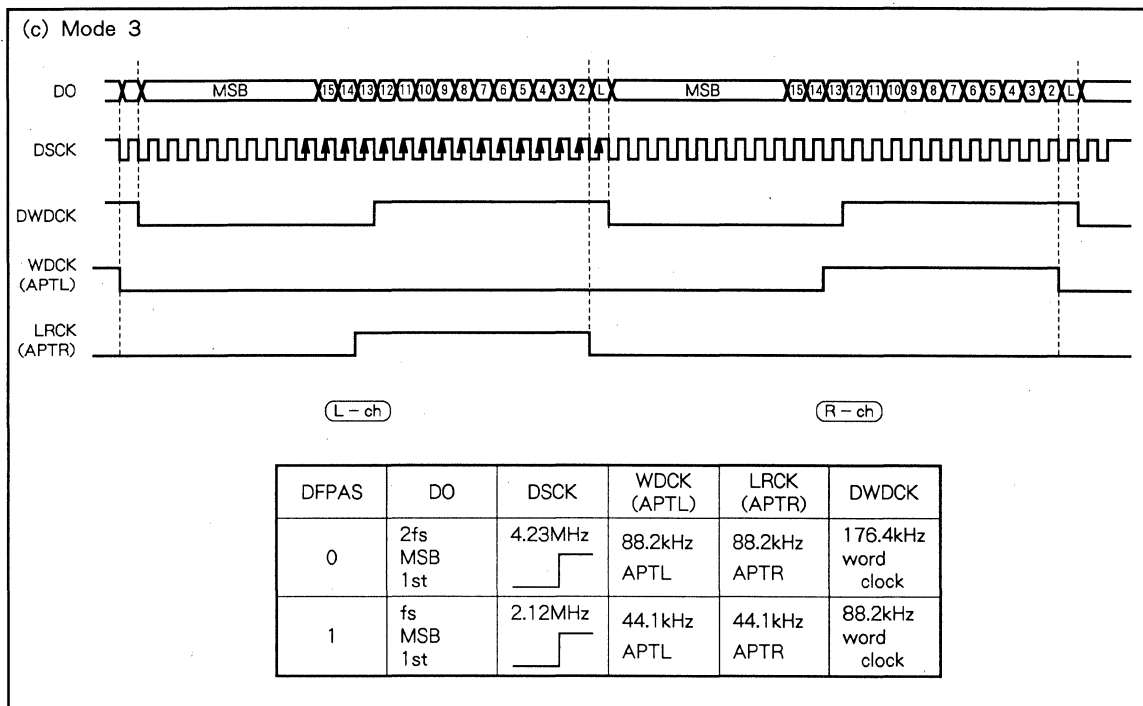 (c) Mode 3
DO MSB 15 14 13 12 11 10 9 8 7 6 5 4 3 2 L MSB 15 14 13 12 11 10 9 8 7 6 5 4 3 2 L
DSCK
DWDCK
WDCK
(APTL)
LRCK
(APTR)
L - ch R - ch
DFPAS DO DSCK WDCK (APTL) LRCK (APTR) DWDCK
0 2fs MSB 1st 4.23MHz 88.2kHz APTL 88.2kHz APTR 176.4kHz word clock
1 fs MSB 1st 2.12MHz 44.1kHz APTL 44.1kHz APTR 88.2kHz word clock